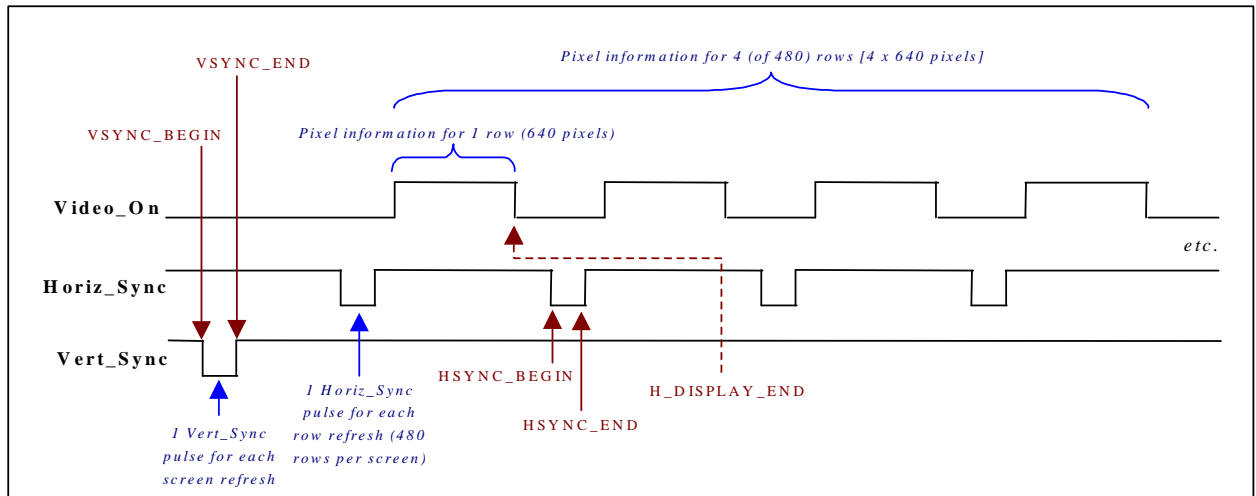 Pixel information for 4 (of 480) rows [4 x 640 pixels]
VSYNC_END
VSYNC_BEGIN
Pixel information for 1 row (640 pixels)
Video_On
etc.
Horiz_Sync
Vert_Sync
HSYNC_BEGIN
H_DISPLAY_END
HSYNC_END
1 Horiz_Sync
pulse for each
row refresh (480
rows per screen)
1 Vert_Sync
pulse for each
screen refresh